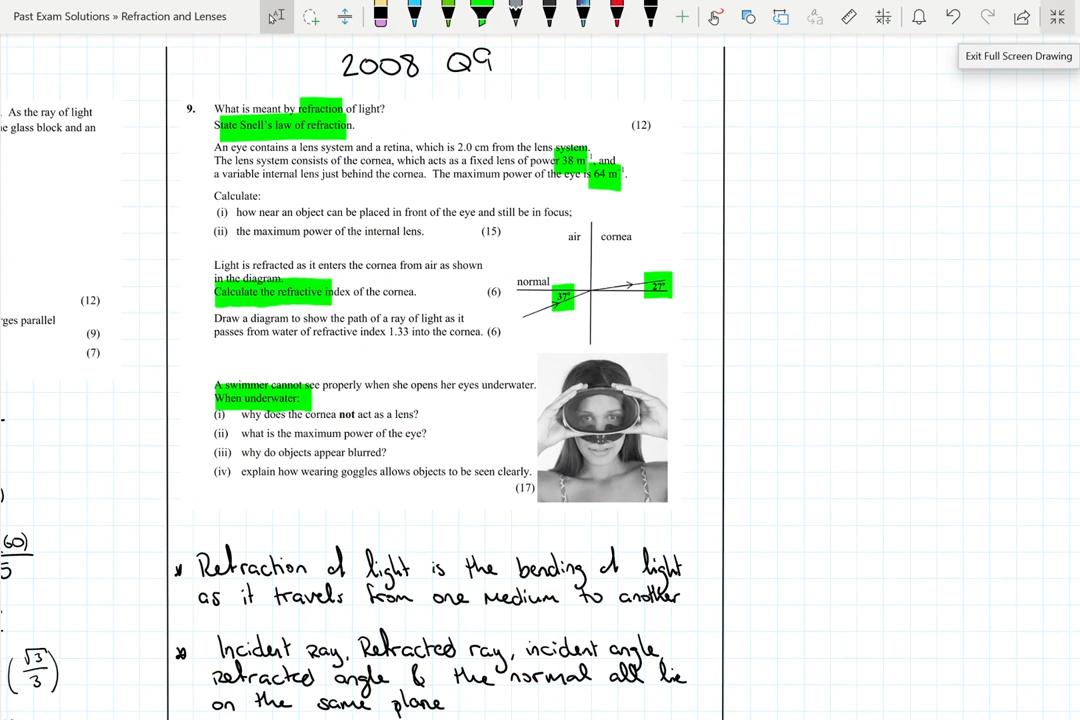 Past Exam Solutions » Refraction and Lenses
Exit Full Screen Drawing
2008 Q9
. As the ray of light
e glass block and an
(12)
ges parallel
(9)
(7)
9. What is meant by refraction of light?
State Snell's law of refraction. (12)
An eye contains a lens system and a retina, which is 2.0 cm from the lens system.
The lens system consists of the cornea, which acts as a fixed lens of power 38 m⁻¹, and
a variable internal lens just behind the cornea. The maximum power of the eye is 64 m⁻¹.
Calculate:
(i) how near an object can be placed in front of the eye and still be in focus;
(ii) the maximum power of the internal lens. (15)
air cornea
Light is refracted as it enters the cornea from air as shown
in the diagram.
Calculate the refractive index of the cornea. (6)
normal
37°
27°
Draw a diagram to show the path of a ray of light as it
passes from water of refractive index 1.33 into the cornea. (6)
A swimmer cannot see properly when she opens her eyes underwater.
When underwater:
(i) why does the cornea not act as a lens?
(ii) what is the maximum power of the eye?
(iii) why do objects appear blurred?
(iv) explain how wearing goggles allows objects to be seen clearly.
(17)
)
60)
5
(√3/3)
Refraction of light is the bending of light
as it travels from one medium to another
Incident Ray, Refracted ray, incident angle,
refracted angle & the normal all lie
on the same plane